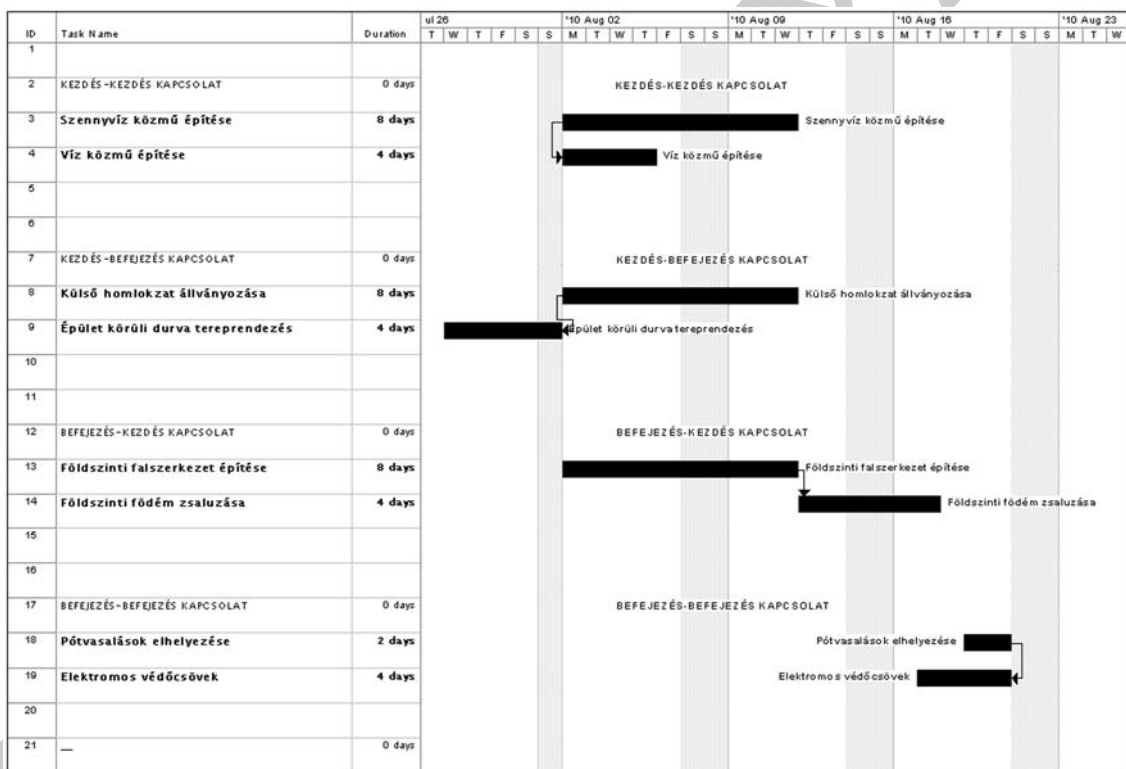 ul 26 '10 Aug 02 '10 Aug 09 '10 Aug 16 '10 Aug 23
ID Task Name Duration T W T F S S M T W T F S S M T W T F S S M T W T F S S M T W
1
2 KEZDÉS-KEZDÉS KAPCSOLAT 0 days KEZDÉS-KEZDÉS KAPCSOLAT
3 Szennyvíz közmű építése 8 days Szennyvíz közmű építése
4 Víz közmű építése 4 days Víz közmű építése
5
6
7 KEZDÉS-BEFEJEZÉS KAPCSOLAT 0 days KEZDÉS-BEFEJEZÉS KAPCSOLAT
8 Külső homlokzat állványozása 8 days Külső homlokzat állványozása
9 Épület körüli durva tereprendezés 4 days Épület körüli durva tereprendezés
10
11
12 BEFEJEZÉS-KEZDÉS KAPCSOLAT 0 days BEFEJEZÉS-KEZDÉS KAPCSOLAT
13 Földszinti falszerkezet építése 8 days Földszinti falszerkezet építése
14 Földszinti födém zsaluzása 4 days Földszinti födém zsaluzása
15
16
17 BEFEJEZÉS-BEFEJEZÉS KAPCSOLAT 0 days BEFEJEZÉS-BEFEJEZÉS KAPCSOLAT
18 Pótvasalások elhelyezése 2 days Pótvasalások elhelyezése
19 Elektromos védőcsövek 4 days Elektromos védőcsövek
20
21 __ 0 days